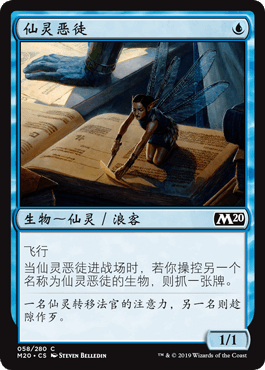 仙灵恶徒
生物～仙灵 / 浪客
M20
飞行
当仙灵恶徒进战场时，若你操控另一个
名称为仙灵恶徒的生物，则抓一张牌。
一名仙灵转移法官的注意力，另一名则趁
隙作歹。
1/1
058/280 C
M20 • CS STEVEN BELLEDIN
™ & © 2019 Wizards of the Coast